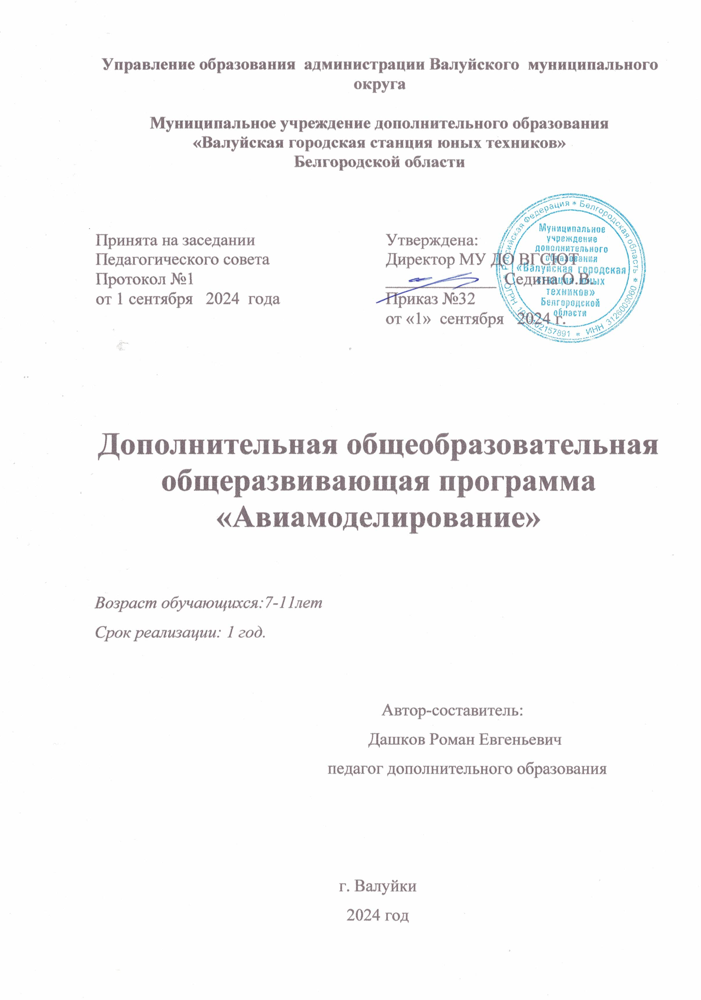 Управление образования администрации Валуйского муниципального
округа
Муниципальное учреждение дополнительного образования
«Валуйская городская станция юных техников»
Белгородской области
Принята на заседании
Педагогического совета
Протокол №1
от 1 сентября 2024 года
Утверждена:
Директор МУ ДО ВГСЮТ
Седина О.В.
Приказ №32
от «1» сентября 2024 г.
Российская Федерация * Белгородская область * ИНН 3126009060 * ОГРН
Муниципальное
учреждение
дополнительного
образования
«Валуйская городская
станция юных
техников»
Белгородской
области
Дополнительная общеобразовательная
общеразвивающая программа
«Авиамоделирование»
Возраст обучающихся:7-11лет
Срок реализации: 1 год.
Автор-составитель:
Дашков Роман Евгеньевич
педагог дополнительного образования
г. Валуйки
2024 год